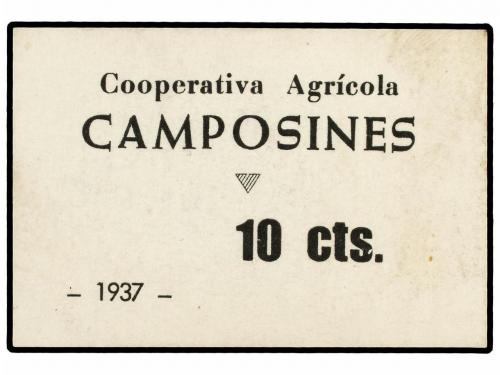 Cooperativa Agrícola
CAMPOSINES
10 cts.
- 1937 -